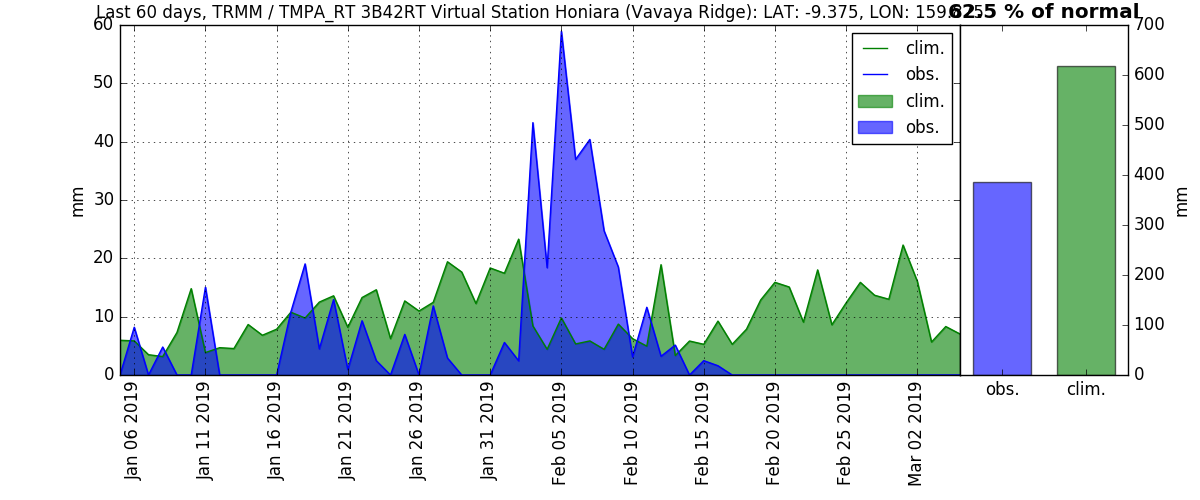 Last 60 days, TRMM / TMPA_RT 3B42RT Virtual Station Honiara (Vavaya Ridge): LAT: -9.375, LON:
62.5 % of normal
60
50
40
30
20
10
0
mm
clim.
obs.
clim.
obs.
700
600
500
400
300
200
100
0
mm
Jan 06 2019
Jan 11 2019
Jan 16 2019
Jan 21 2019
Jan 26 2019
Jan 31 2019
Feb 05 2019
Feb 10 2019
Feb 15 2019
Feb 20 2019
Feb 25 2019
Mar 02 2019
obs.
clim.